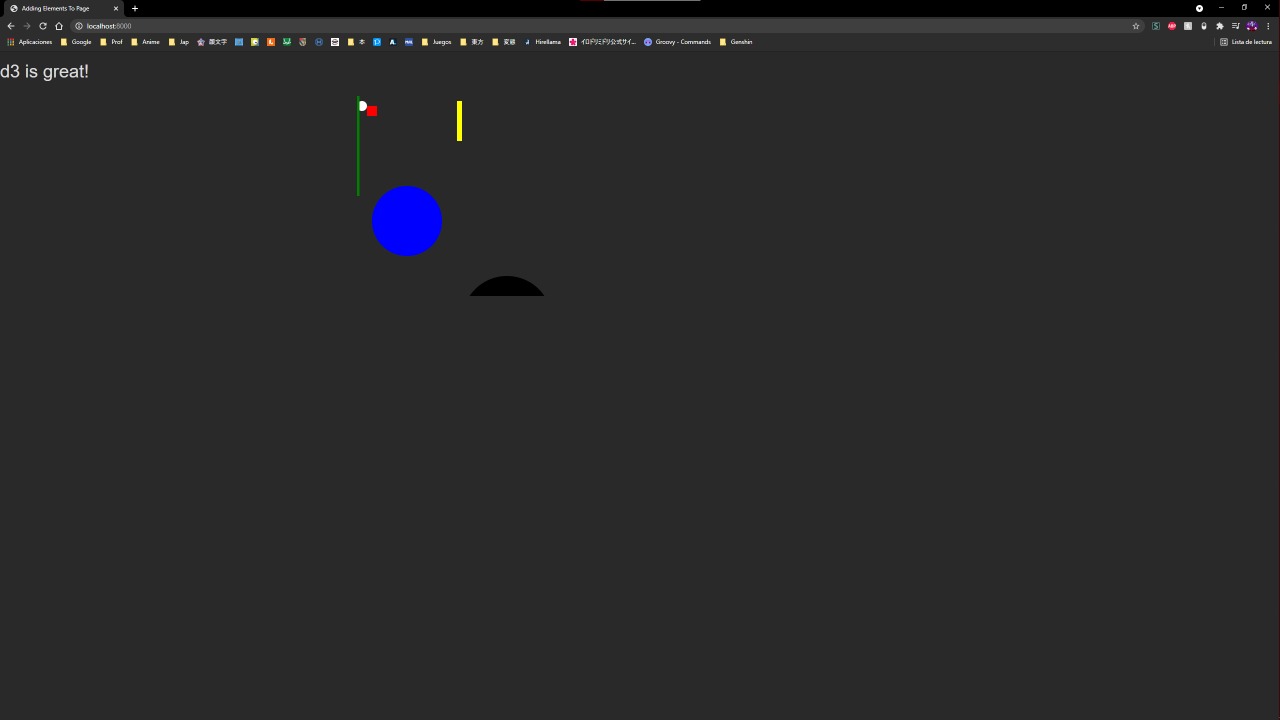 Adding Elements To Page
localhost:8000
Aplicaciones Google Prof Anime Jap 顔文字 本 Juegos 東方 変態 Hirellama イロドリミドリ公式サイ... Groovy - Commands Genshin Lista de lectura
d3 is great!